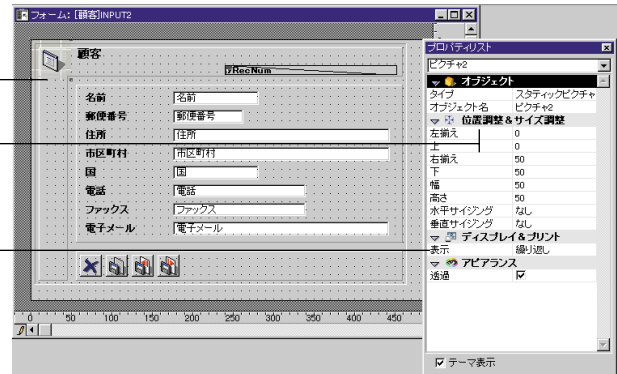 フォーム: [顧客]INPUT2
顧客
名前 名前
郵便番号 郵便番号
住所 住所
市区町村 市区町村
国 国
電話 電話
ファックス ファックス
電子メール 電子メール
0 50 100 150 200 250 300 350 400 450
プロパティリスト
ピクチャ2
オブジェクト
タイプ スタティックピクチャ
オブジェクト名 ピクチャ2
位置調整&サイズ調整
左揃え 0
上 0
右揃え 50
下 50
幅 50
高さ 50
水平サイジング なし
垂直サイジング なし
ディスプレイ&プリント
表示 繰り返し
アピアランス
透過
テーマ表示